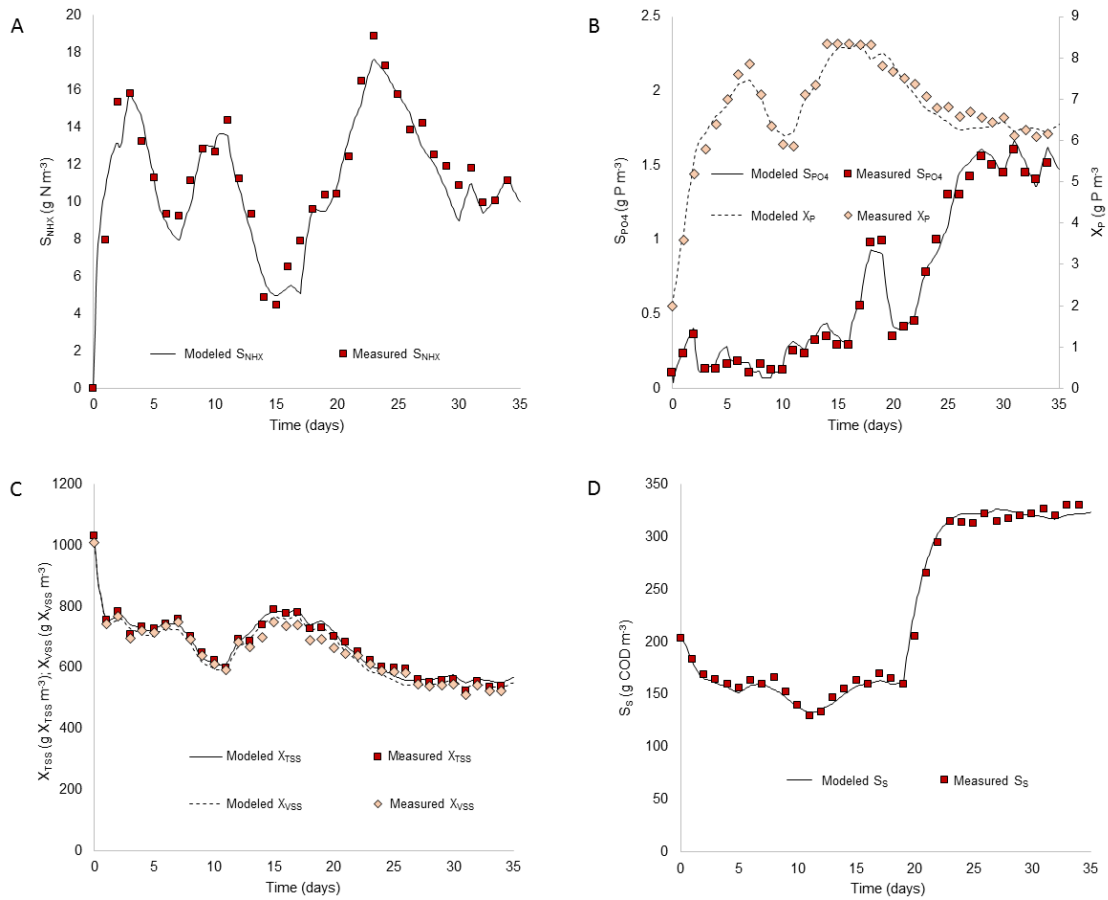 A
20
18
16
14
12
10
8
6
4
2
0
S_NHX (g N m-3)
Modeled S_NHX
Measured S_NHX
0 5 10 15 20 25 30 35
Time (days)
B
2.5
2
1.5
1
0.5
0
S_PO4 (g P m-3)
9
8
7
6
5
4
3
2
1
0
X_P (g P m-3)
Modeled S_PO4
Measured S_PO4
Modeled X_P
Measured X_P
0 5 10 15 20 25 30 35
Time (days)
C
1200
1000
800
600
400
200
0
X_TSS (g X_TSS m-3); X_VSS (g X_VSS m-3)
Modeled X_TSS
Measured X_TSS
Modeled X_VSS
Measured X_VSS
0 5 10 15 20 25 30 35
Time (days)
D
350
300
250
200
150
100
50
0
S_S (g COD m-3)
Modeled S_S
Measured S_S
0 5 10 15 20 25 30 35
Time (days)